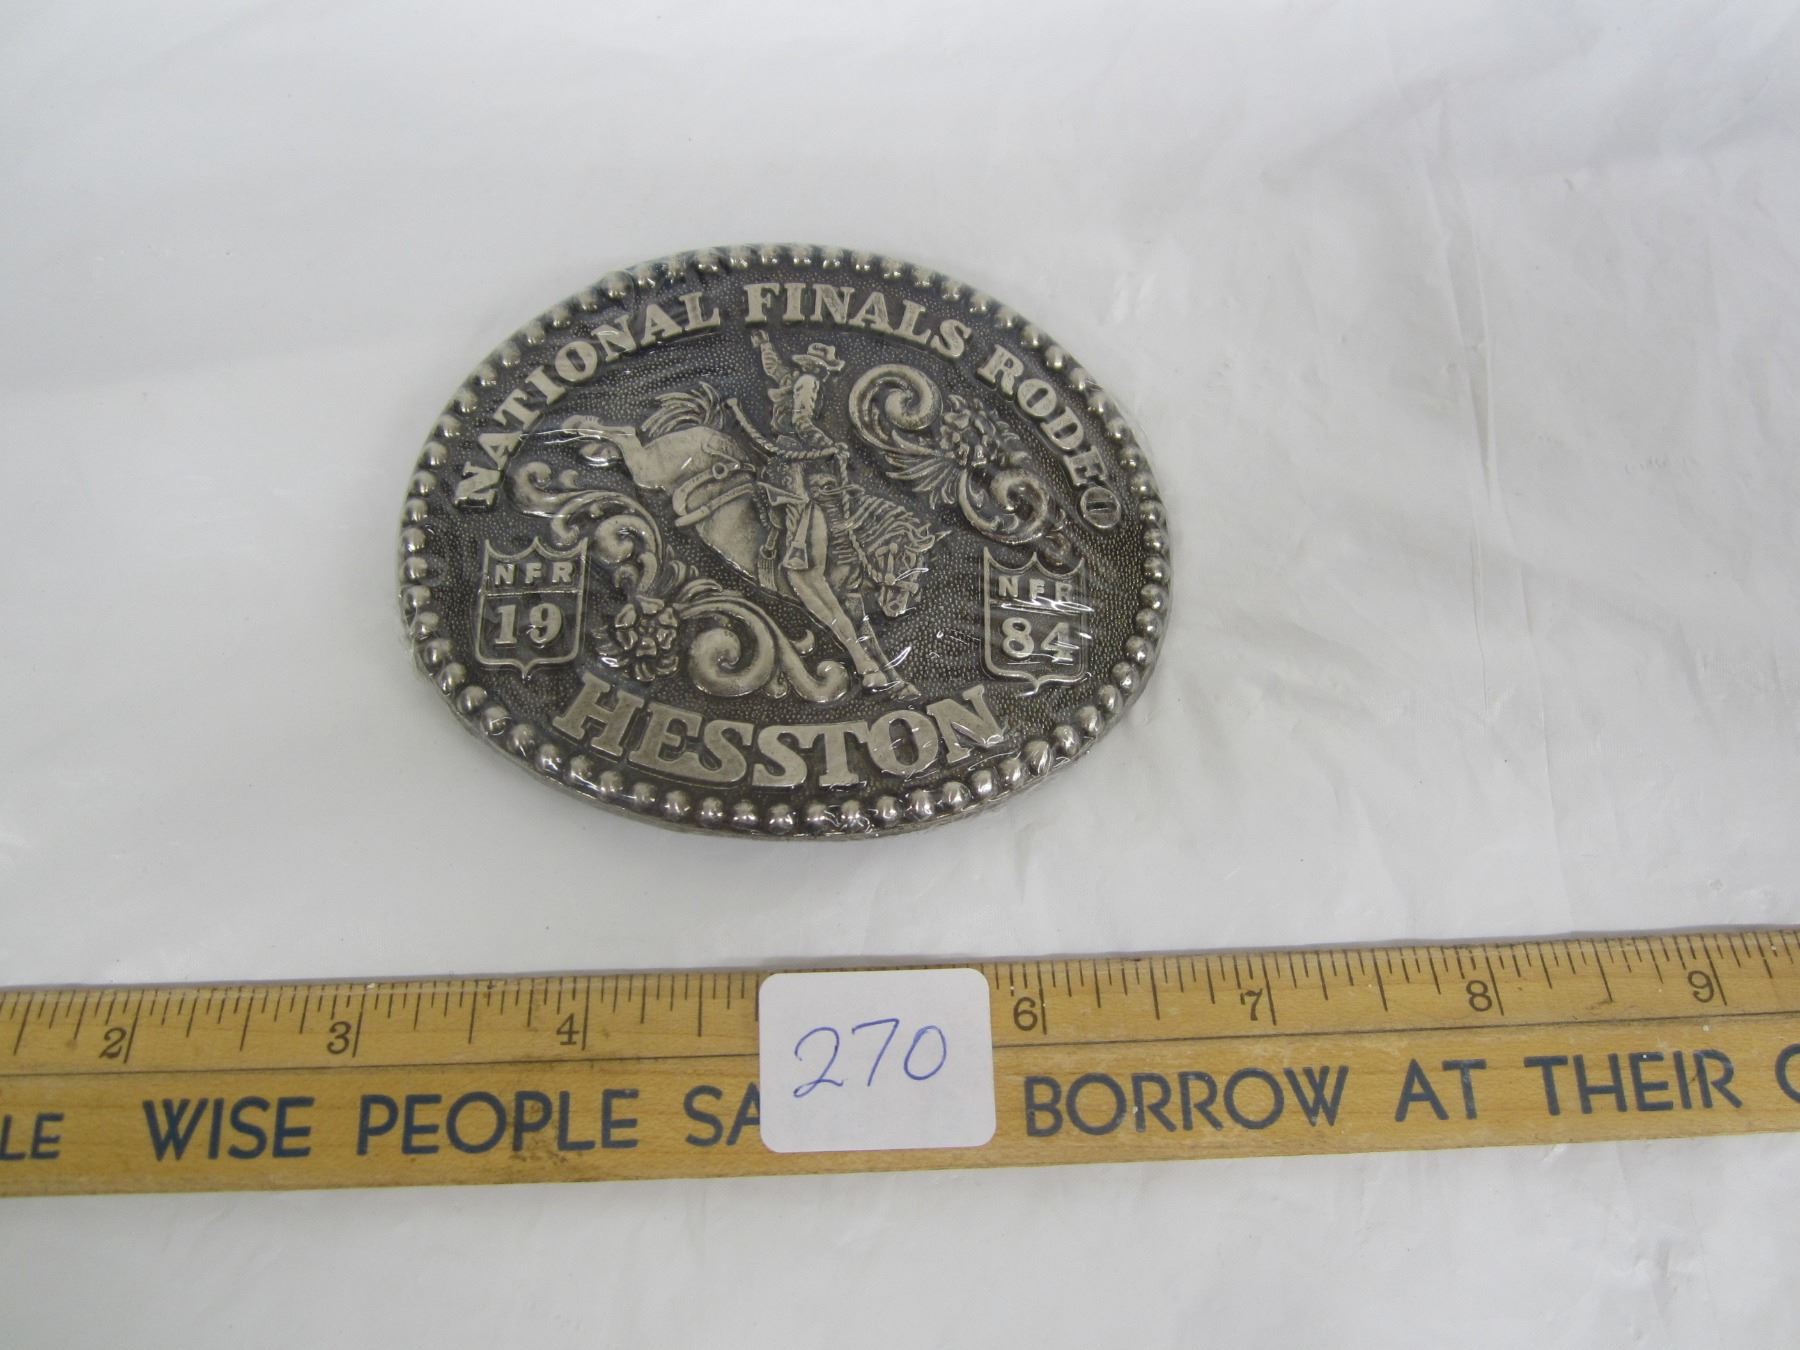 NATIONAL FINALS RODEO
NFR
19
NFR
84
HESSTON
2 3 4 6 7 8 9
270
LE WISE PEOPLE SA BORROW AT THEIR